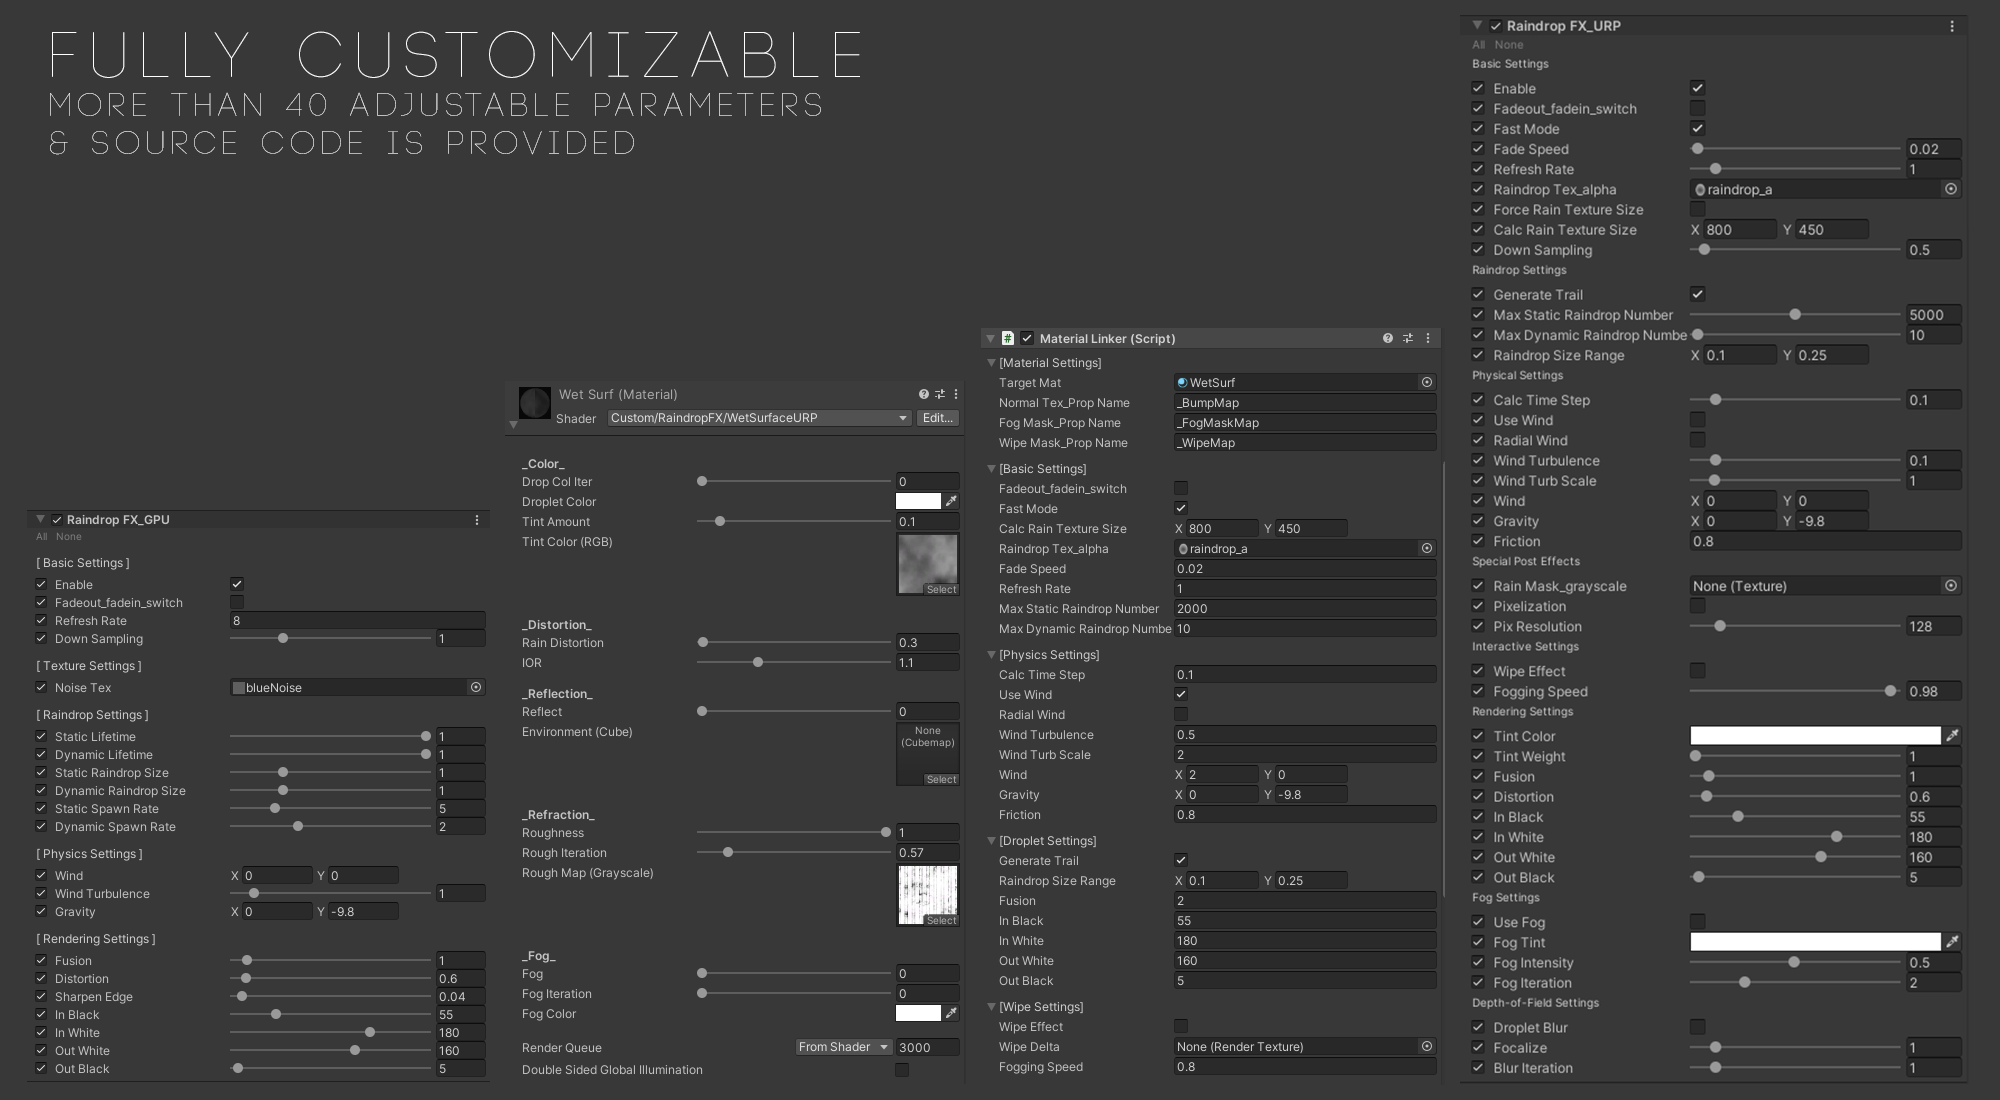 FULLY CUSTOMIZABLE
MORE THAN 40 ADJUSTABLE PARAMETERS
& SOURCE CODE IS PROVIDED
Raindrop FX_GPU
All None
[ Basic Settings ]
Enable
Fadeout_fadein_switch
Refresh Rate 8
Down Sampling 1
[ Texture Settings ]
Noise Tex blueNoise
[ Raindrop Settings ]
Static Lifetime 1
Dynamic Lifetime 1
Static Raindrop Size 1
Dynamic Raindrop Size 1
Static Spawn Rate 5
Dynamic Spawn Rate 2
[ Physics Settings ]
Wind X 0 Y 0
Wind Turbulence 1
Gravity X 0 Y -9.8
[ Rendering Settings ]
Fusion 1
Distortion 0.6
Sharpen Edge 0.04
In Black 55
In White 180
Out White 160
Out Black 5
Wet Surf (Material)
Shader Custom/RaindropFX/WetSurfaceURP Edit...
_Color_
Drop Col Iter 0
Droplet Color
Tint Amount 0.1
Tint Color (RGB)
Select
_Distortion_
Rain Distortion 0.3
IOR 1.1
_Reflection_
Reflect 0
Environment (Cube) None
(Cubemap)
Select
_Refraction_
Roughness 1
Rough Iteration 0.57
Rough Map (Grayscale)
Select
_Fog_
Fog 0
Fog Iteration 0
Fog Color
Render Queue From Shader 3000
Double Sided Global Illumination
# Material Linker (Script)
[Material Settings]
Target Mat WetSurf
Normal Tex_Prop Name _BumpMap
Fog Mask_Prop Name _FogMaskMap
Wipe Mask_Prop Name _WipeMap
[Basic Settings]
Fadeout_fadein_switch
Fast Mode
Calc Rain Texture Size X 800 Y 450
Raindrop Tex_alpha raindrop_a
Fade Speed 0.02
Refresh Rate 1
Max Static Raindrop Number 2000
Max Dynamic Raindrop Numbe 10
[Physics Settings]
Calc Time Step 0.1
Use Wind
Radial Wind
Wind Turbulence 0.5
Wind Turb Scale 2
Wind X 2 Y 0
Gravity X 0 Y -9.8
Friction 0.8
[Droplet Settings]
Generate Trail
Raindrop Size Range X 0.1 Y 0.25
Fusion 2
In Black 55
In White 180
Out White 160
Out Black 5
[Wipe Settings]
Wipe Effect
Wipe Delta None (Render Texture)
Fogging Speed 0.8
Raindrop FX_URP
All None
Basic Settings
Enable
Fadeout_fadein_switch
Fast Mode
Fade Speed 0.02
Refresh Rate 1
Raindrop Tex_alpha raindrop_a
Force Rain Texture Size
Calc Rain Texture Size X 800 Y 450
Down Sampling 0.5
Raindrop Settings
Generate Trail
Max Static Raindrop Number 5000
Max Dynamic Raindrop Numbe 10
Raindrop Size Range X 0.1 Y 0.25
Physical Settings
Calc Time Step 0.1
Use Wind
Radial Wind
Wind Turbulence 0.1
Wind Turb Scale 1
Wind X 0 Y 0
Gravity X 0 Y -9.8
Friction 0.8
Special Post Effects
Rain Mask_grayscale None (Texture)
Pixelization
Pix Resolution 128
Interactive Settings
Wipe Effect
Fogging Speed 0.98
Rendering Settings
Tint Color
Tint Weight 1
Fusion 1
Distortion 0.6
In Black 55
In White 180
Out White 160
Out Black 5
Fog Settings
Use Fog
Fog Tint
Fog Intensity 0.5
Fog Iteration 2
Depth-of-Field Settings
Droplet Blur
Focalize 1
Blur Iteration 1